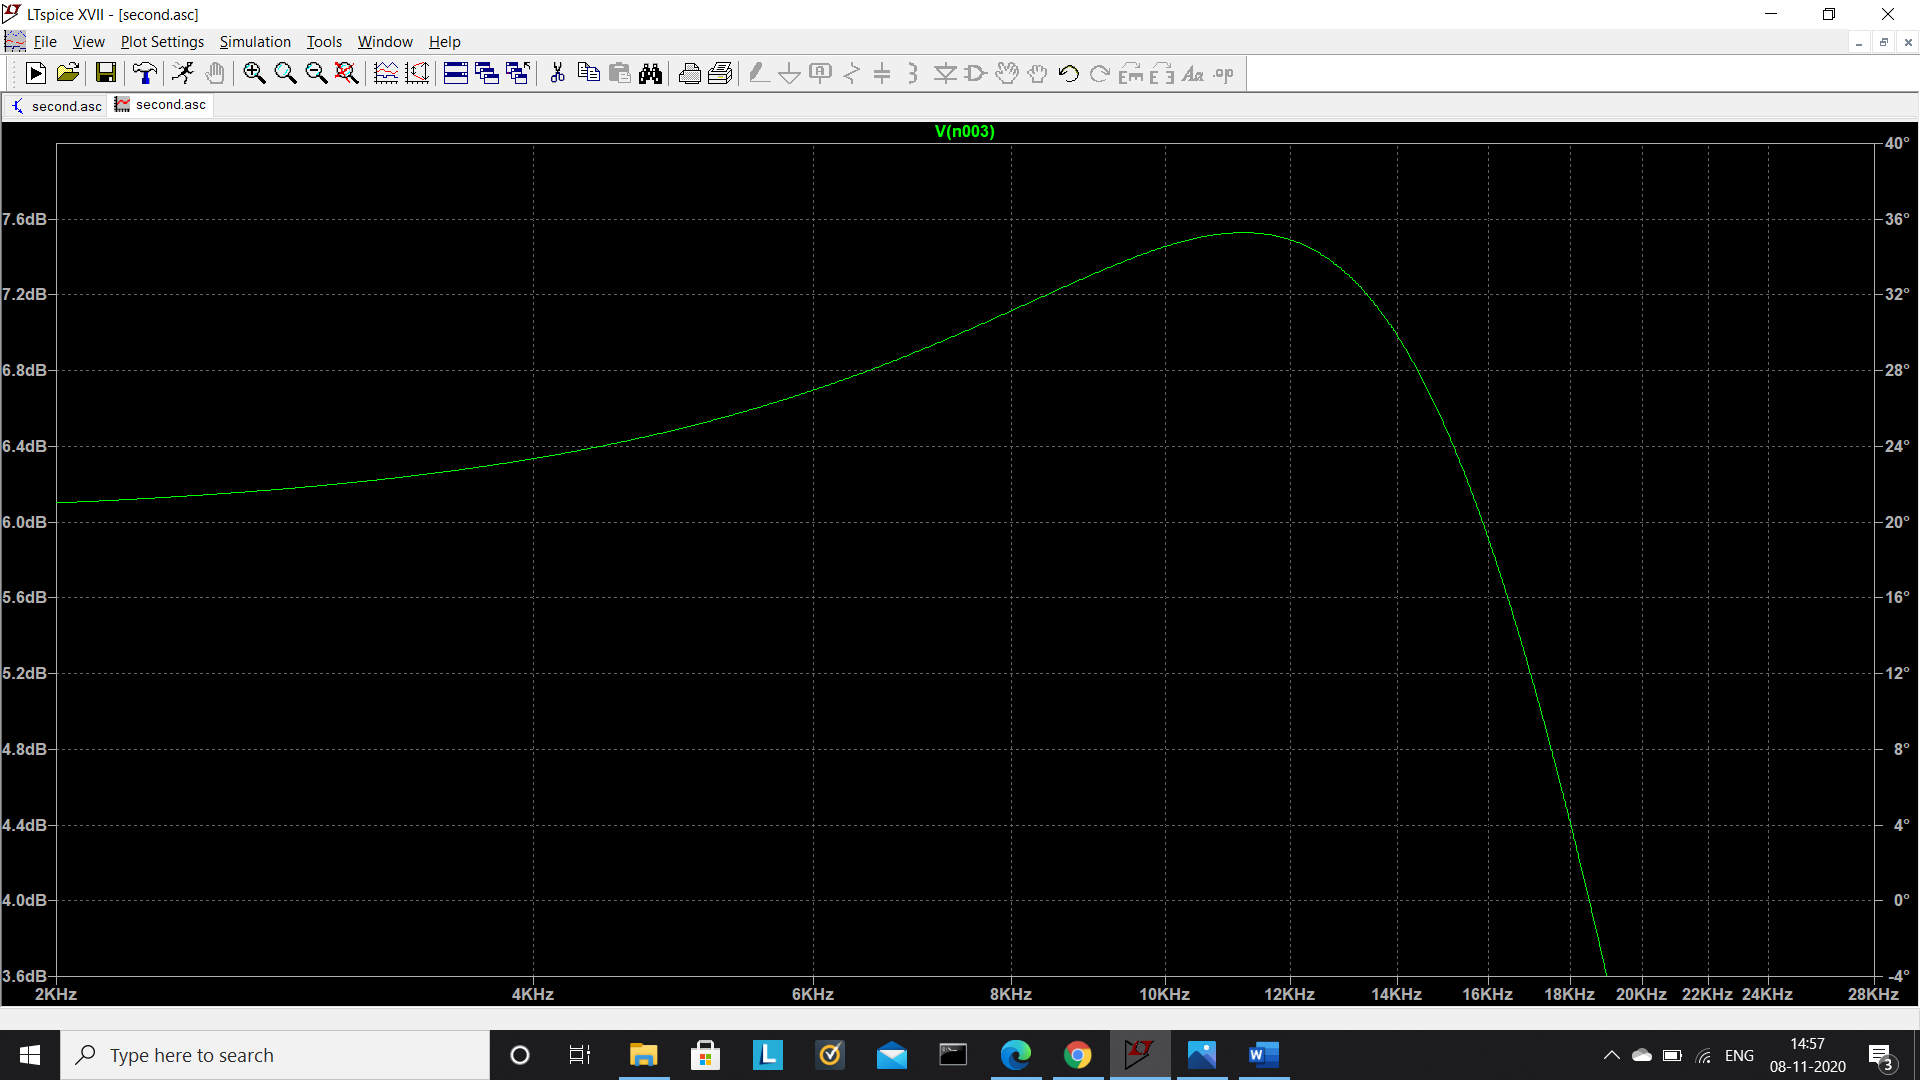 LTspice XVII - [second.asc]
File View Plot Settings Simulation Tools Window Help
second.asc second.asc
V(n003)
40°
7.6dB 36°
7.2dB 32°
6.8dB 28°
6.4dB 24°
6.0dB 20°
5.6dB 16°
5.2dB 12°
4.8dB 8°
4.4dB 4°
4.0dB 0°
3.6dB -4°
2KHz 4KHz 6KHz 8KHz 10KHz 12KHz 14KHz 16KHz 18KHz 20KHz 22KHz 24KHz 28KHz
Type here to search
ENG
14:57
08-11-2020
3